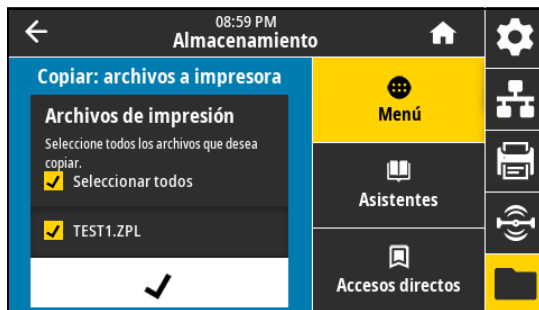 08:59 PM
Almacenamiento
Copiar: archivos a impresora
Archivos de impresión
Seleccione todos los archivos que desea
copiar.
Seleccionar todos
TEST1.ZPL
Menú
Asistentes
Accesos directos